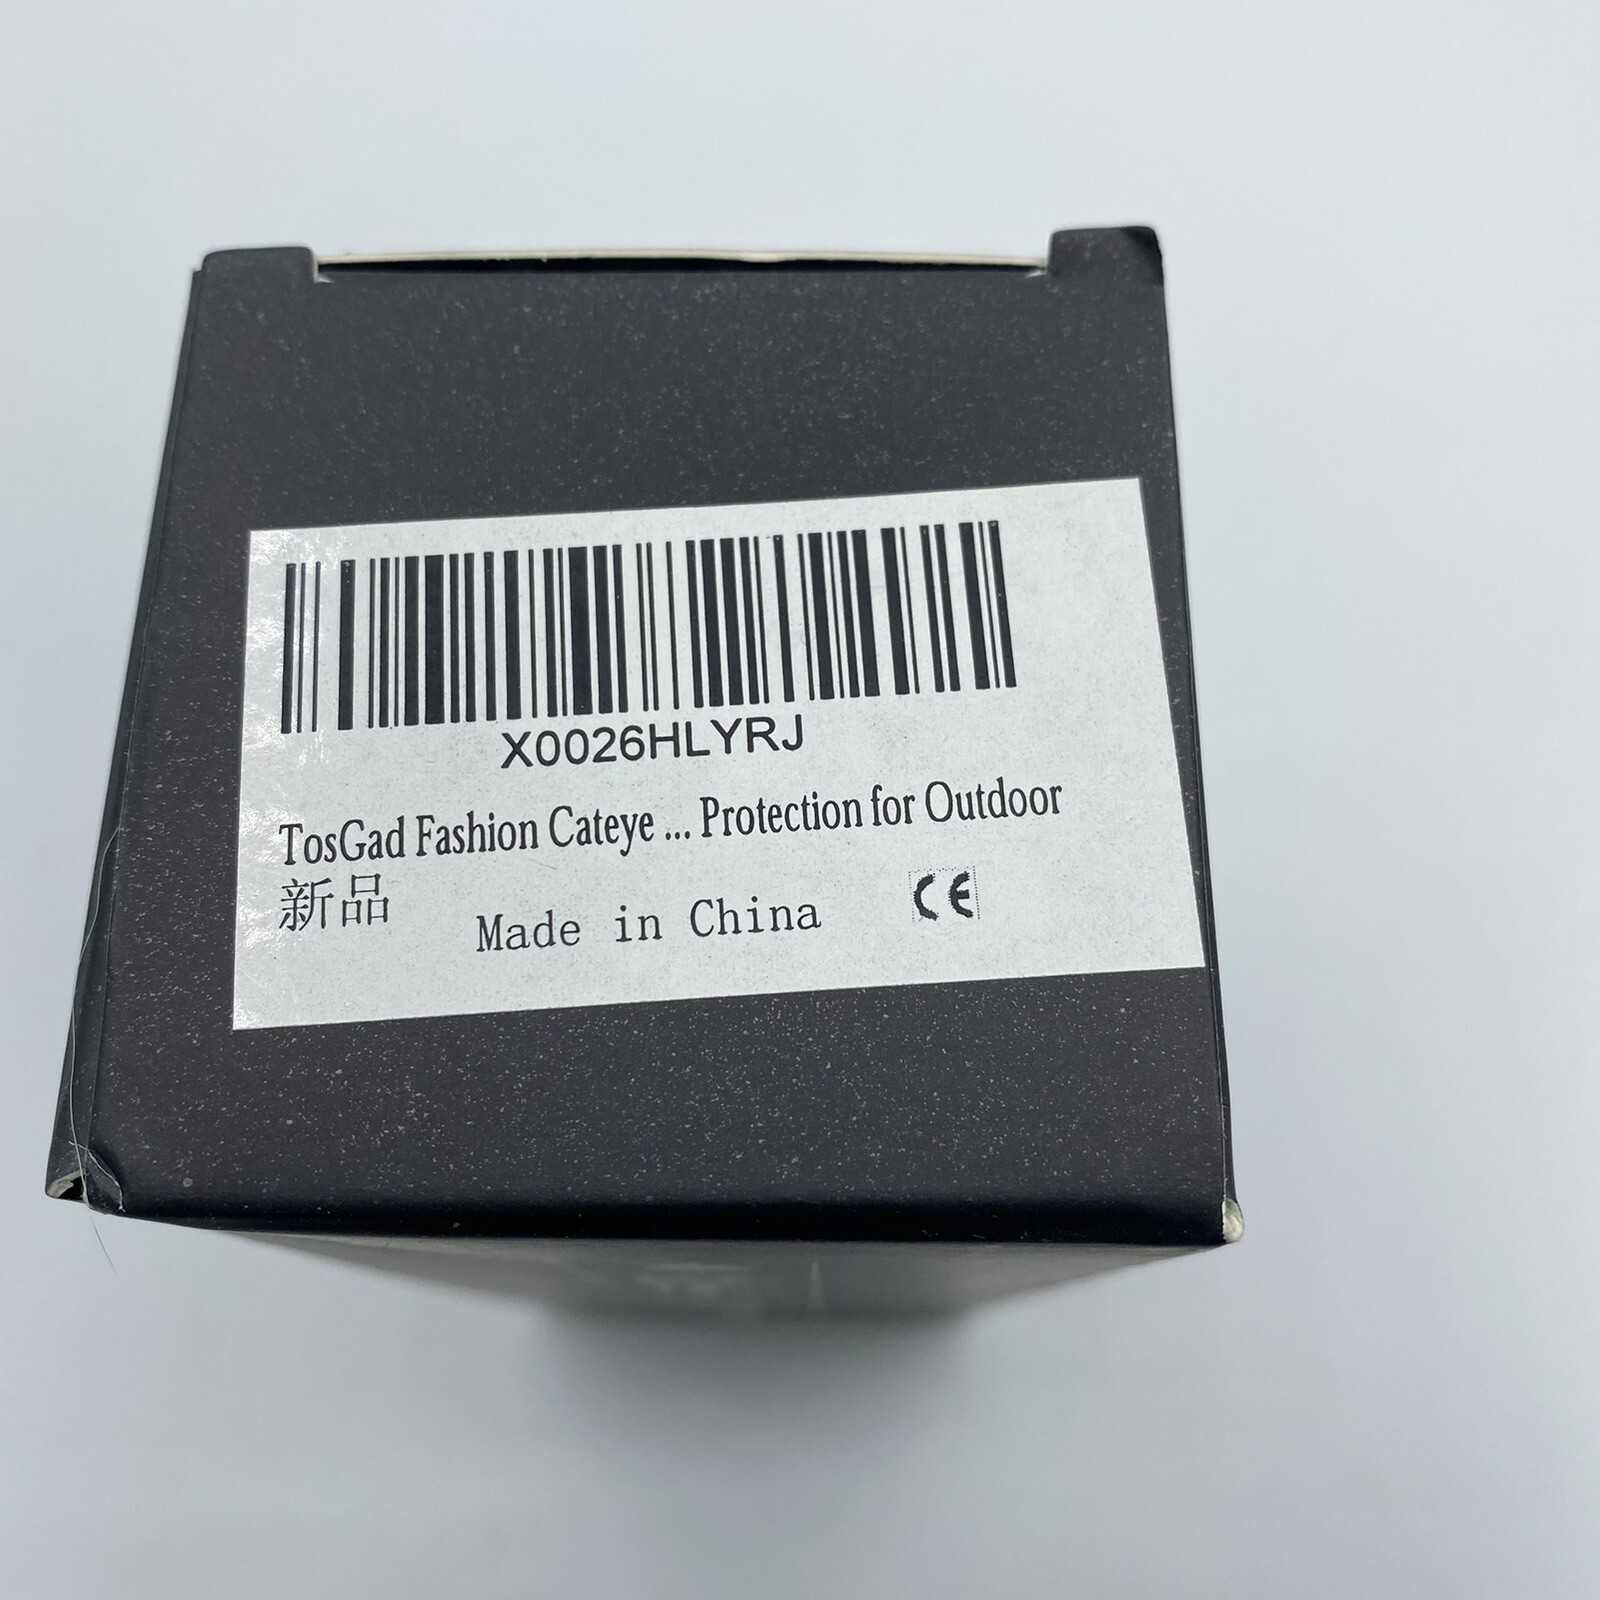 X0026HLYRJ
TosGad Fashion Cateye ... Protection for Outdoor
新品
Made in China
CE